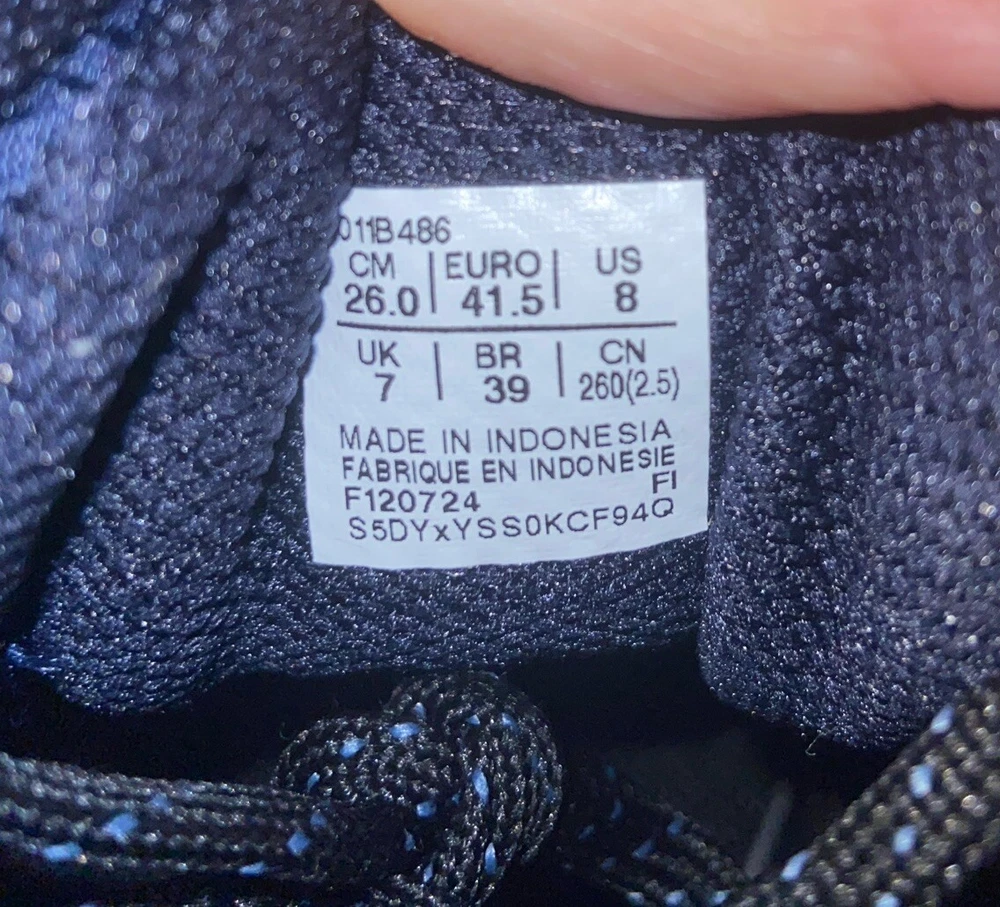 011B486
CM | EURO | US
26.0 | 41.5 | 8
UK | BR | CN
7 | 39 | 260(2.5)
MADE IN INDONESIA
FABRIQUE EN INDONESIE
FI
F120724
S5DYxYSS0KCF94Q